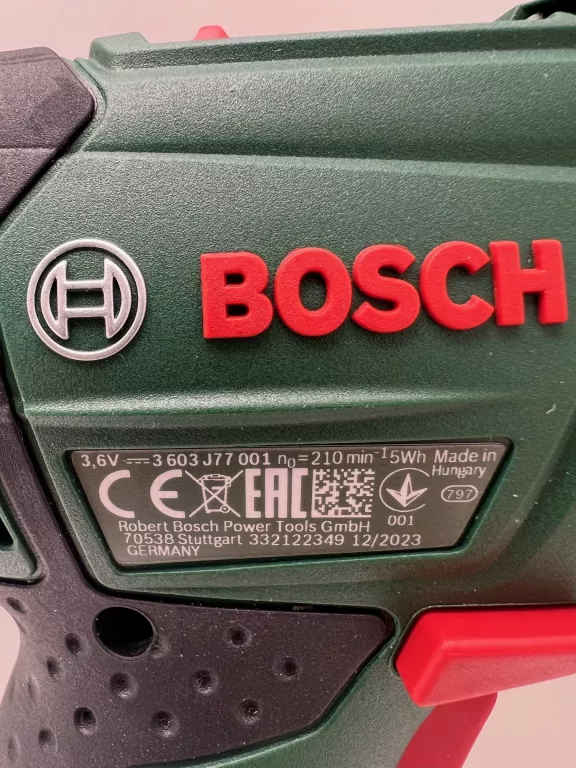 BOSCH
3,6V ⎓ 3 603 J77 001 n₀=210 min⁻¹ 5Wh Made in
Hungary
CE EAC
797
001
Robert Bosch Power Tools GmbH
70538 Stuttgart 332122349 12/2023
GERMANY